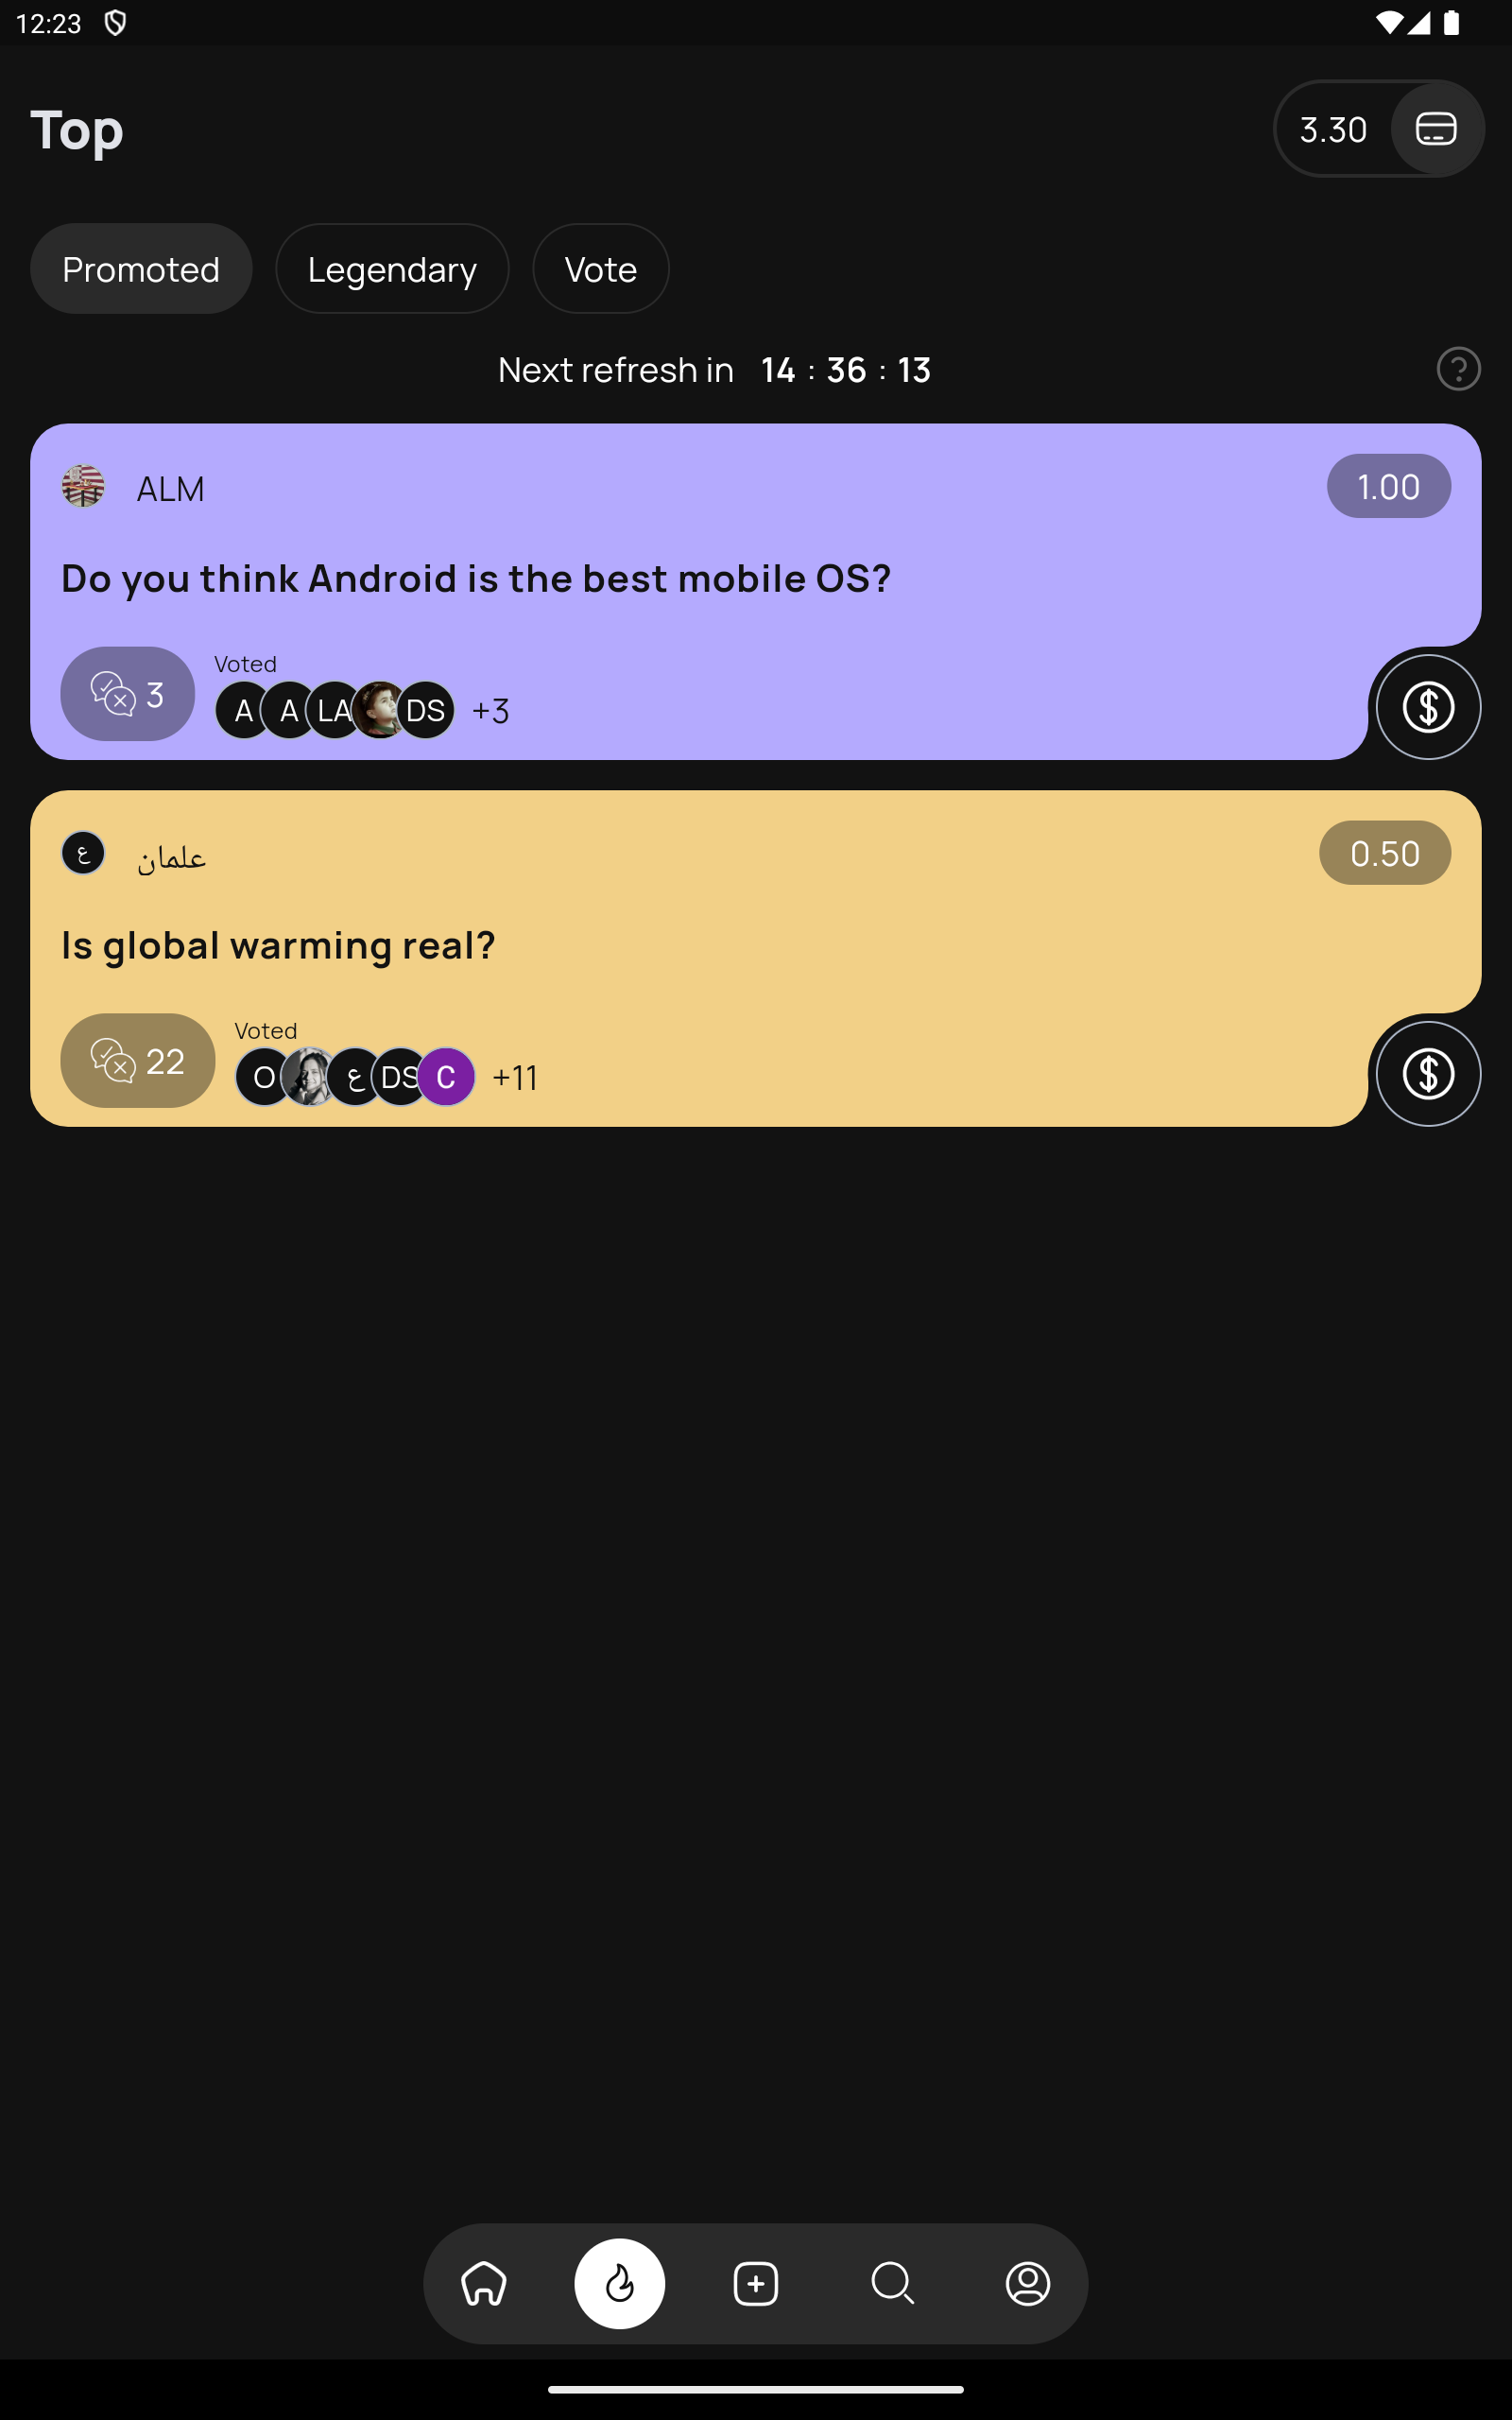 12:23
Top
3.30
Promoted Legendary Vote
Next refresh in 14 : 36 : 13
ALM
1.00
Do you think Android is the best mobile OS?
3
Voted
A A LA DS +3
ع علمان
0.50
Is global warming real?
22
Voted
O ع DS C +11